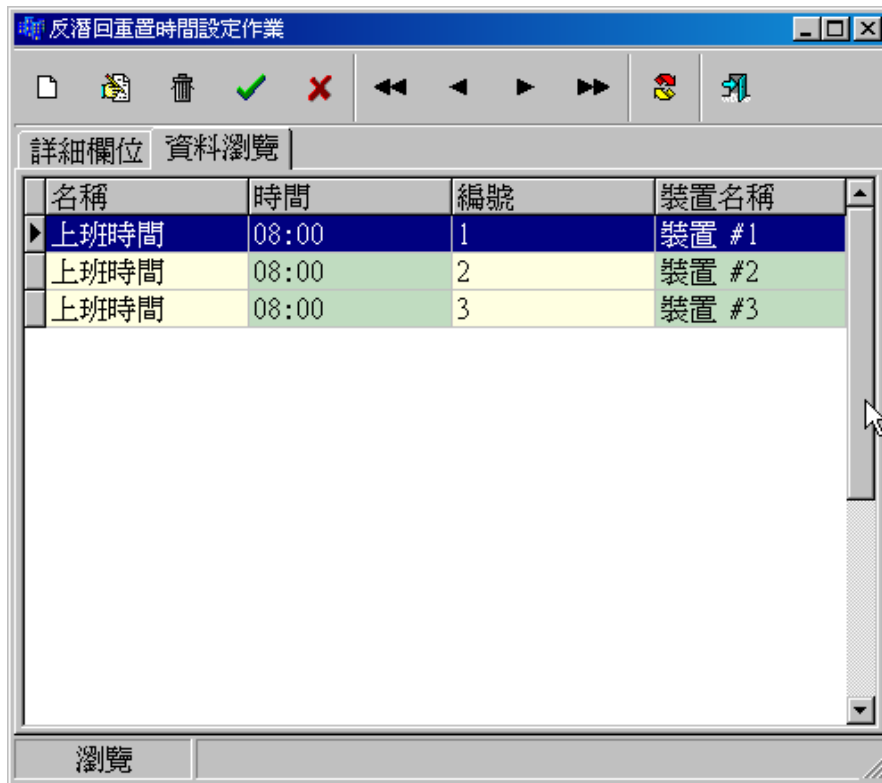 反潛回重置時間設定作業
詳細欄位 資料瀏覽
名稱 時間 編號 裝置名稱
上班時間 08:00 1 裝置 #1
上班時間 08:00 2 裝置 #2
上班時間 08:00 3 裝置 #3
瀏覽